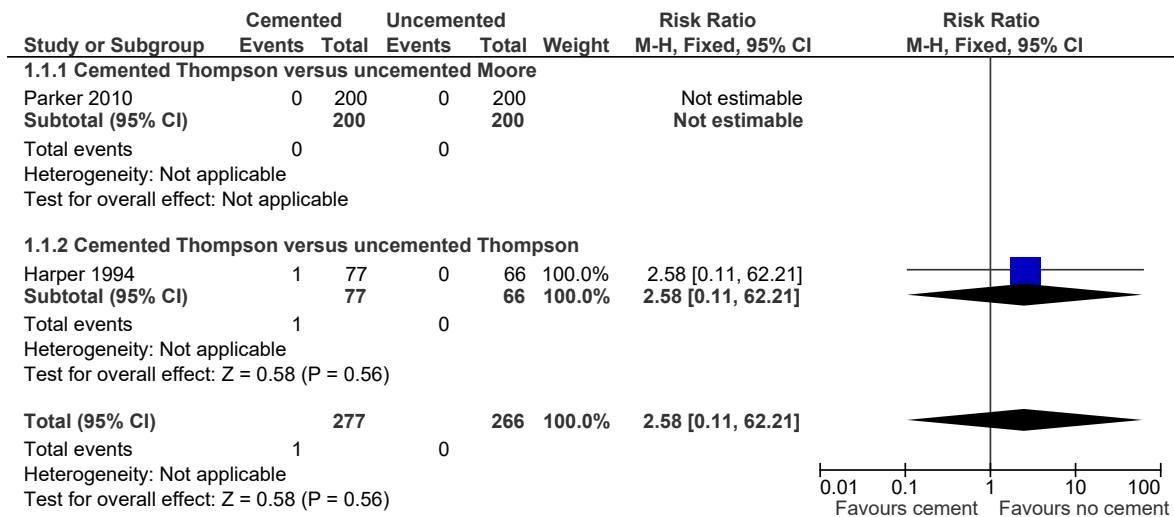 Cemented Uncemented Risk Ratio Risk Ratio
Study or Subgroup Events Total Events Total Weight M-H, Fixed, 95% CI M-H, Fixed, 95% CI
1.1.1 Cemented Thompson versus uncemented Moore
Parker 2010 0 200 0 200 Not estimable
Subtotal (95% CI) 200 200 Not estimable
Total events 0 0
Heterogeneity: Not applicable
Test for overall effect: Not applicable
1.1.2 Cemented Thompson versus uncemented Thompson
Harper 1994 1 77 0 66 100.0% 2.58 [0.11, 62.21]
Subtotal (95% CI) 77 66 100.0% 2.58 [0.11, 62.21]
Total events 1 0
Heterogeneity: Not applicable
Test for overall effect: Z = 0.58 (P = 0.56)
Total (95% CI) 277 266 100.0% 2.58 [0.11, 62.21]
Total events 1 0
Heterogeneity: Not applicable
Test for overall effect: Z = 0.58 (P = 0.56)
0.01 0.1 1 10 100
Favours cement Favours no cement